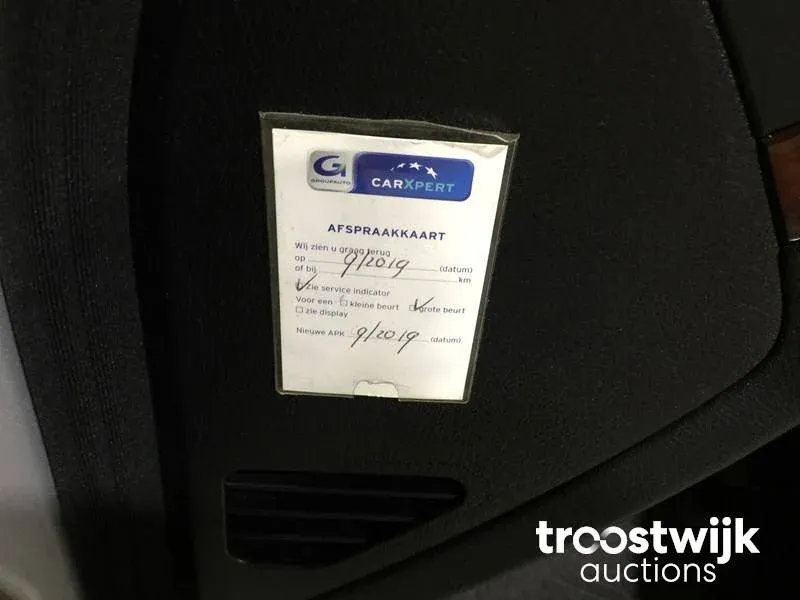 G
GROUPAUTO
CARXPERT
AFSPRAAKKAART
Wij zien u graag terug
op 9/2019 (datum)
of bij km
✓ Zie service indicator
Voor een ☐ kleine beurt ✓ grote beurt
☐ zie display
Nieuwe APK 9/2019 (datum)
troostwijk
auctions